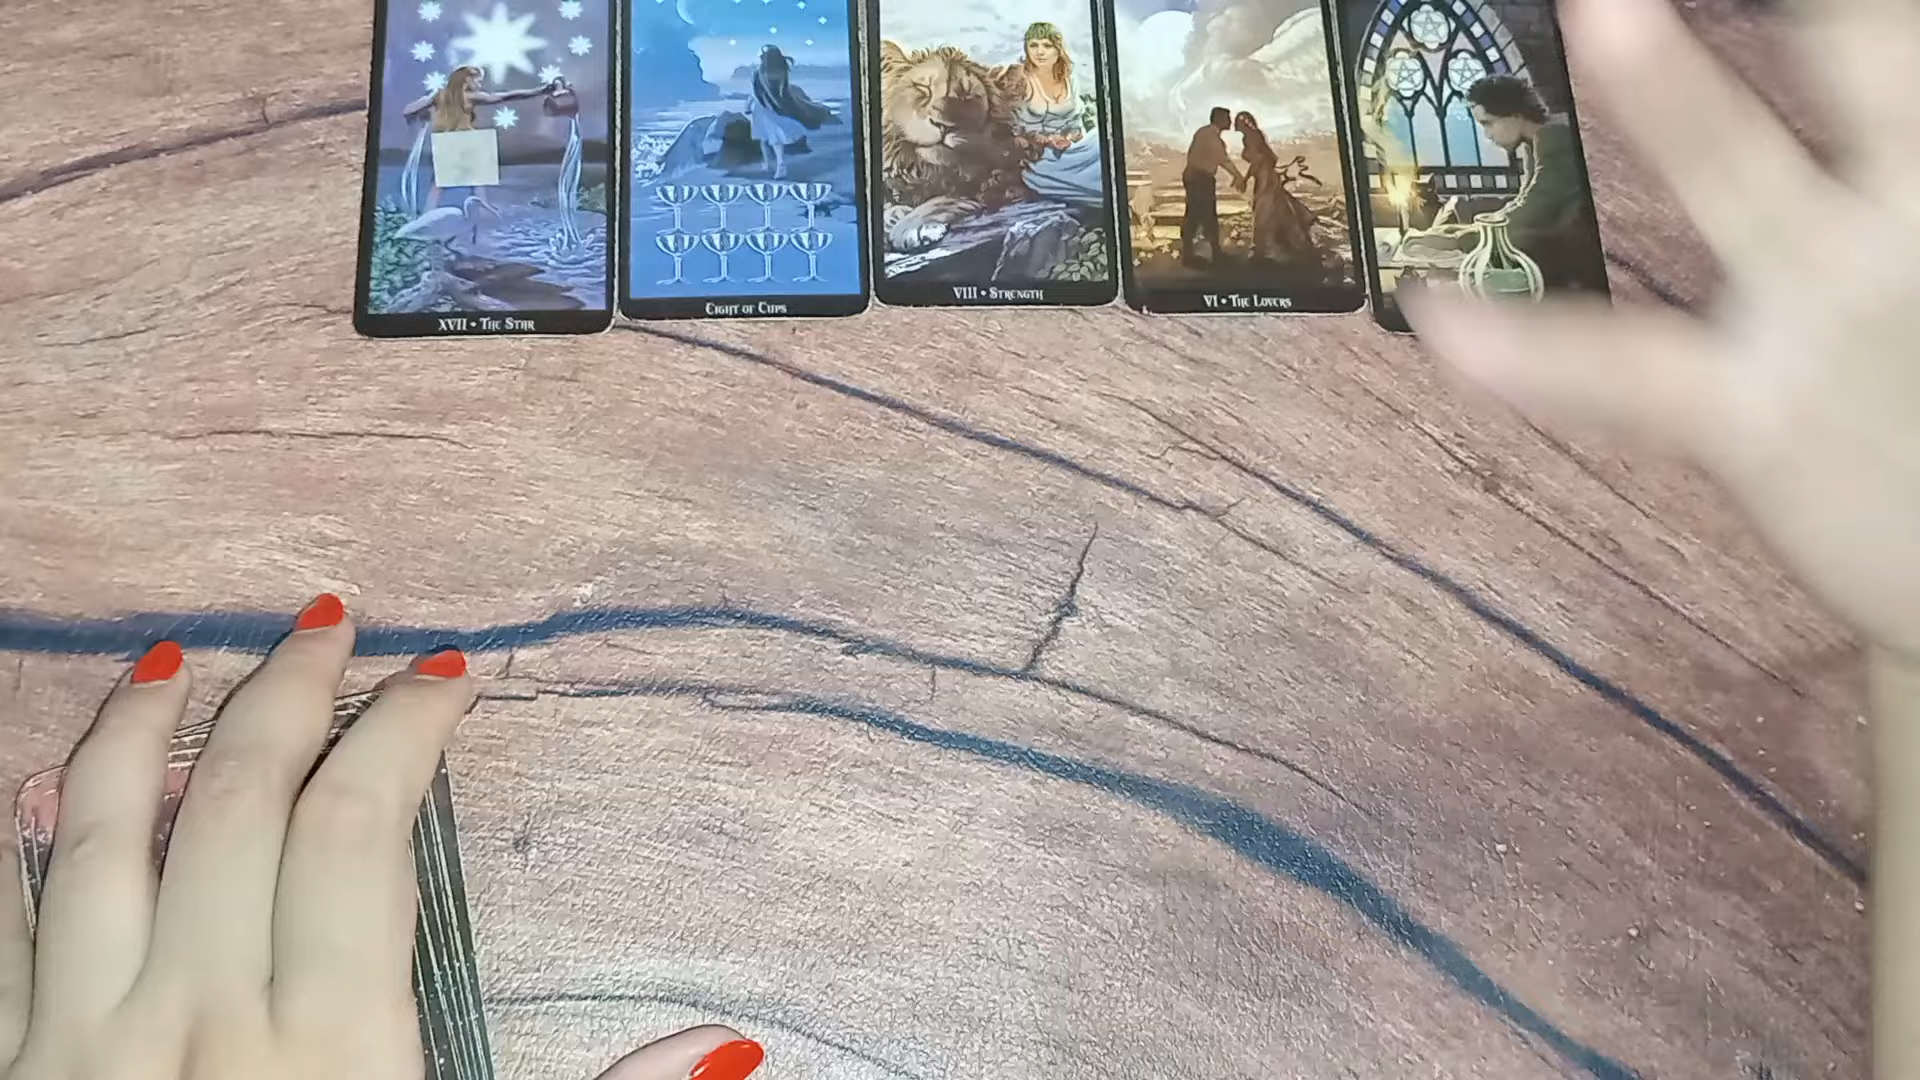 XVII • The Star
Eight of Cups
VIII • Strength
VI • The Lovers